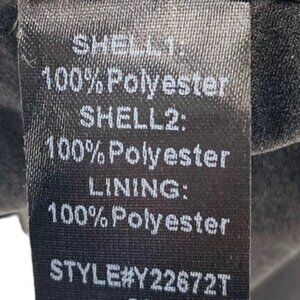 SHELL1:
100%Polyester
SHELL2:
100%Polyester
LINING:
100%Polyester
STYLE#Y22672T